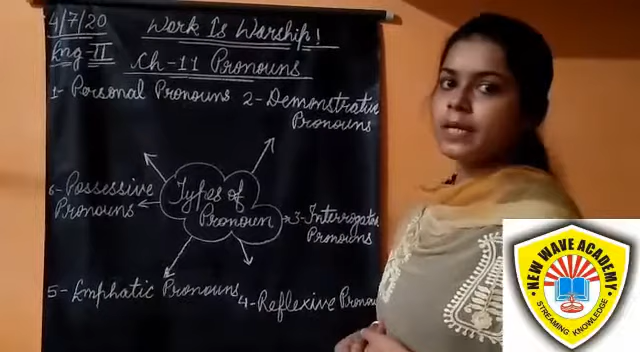 4/7/20
Work Is Worship!
Eng-II
Ch-11 Pronouns
1- Personal Pronouns
2- Demonstrative
Pronouns
6- Possessive
Pronouns
Types of
Pronoun
3- Interrogative
Pronouns
5- Emphatic Pronouns
4- Reflexive Pronou
NEW WAVE ACADEMY
STREAMING KNOWLEDGE